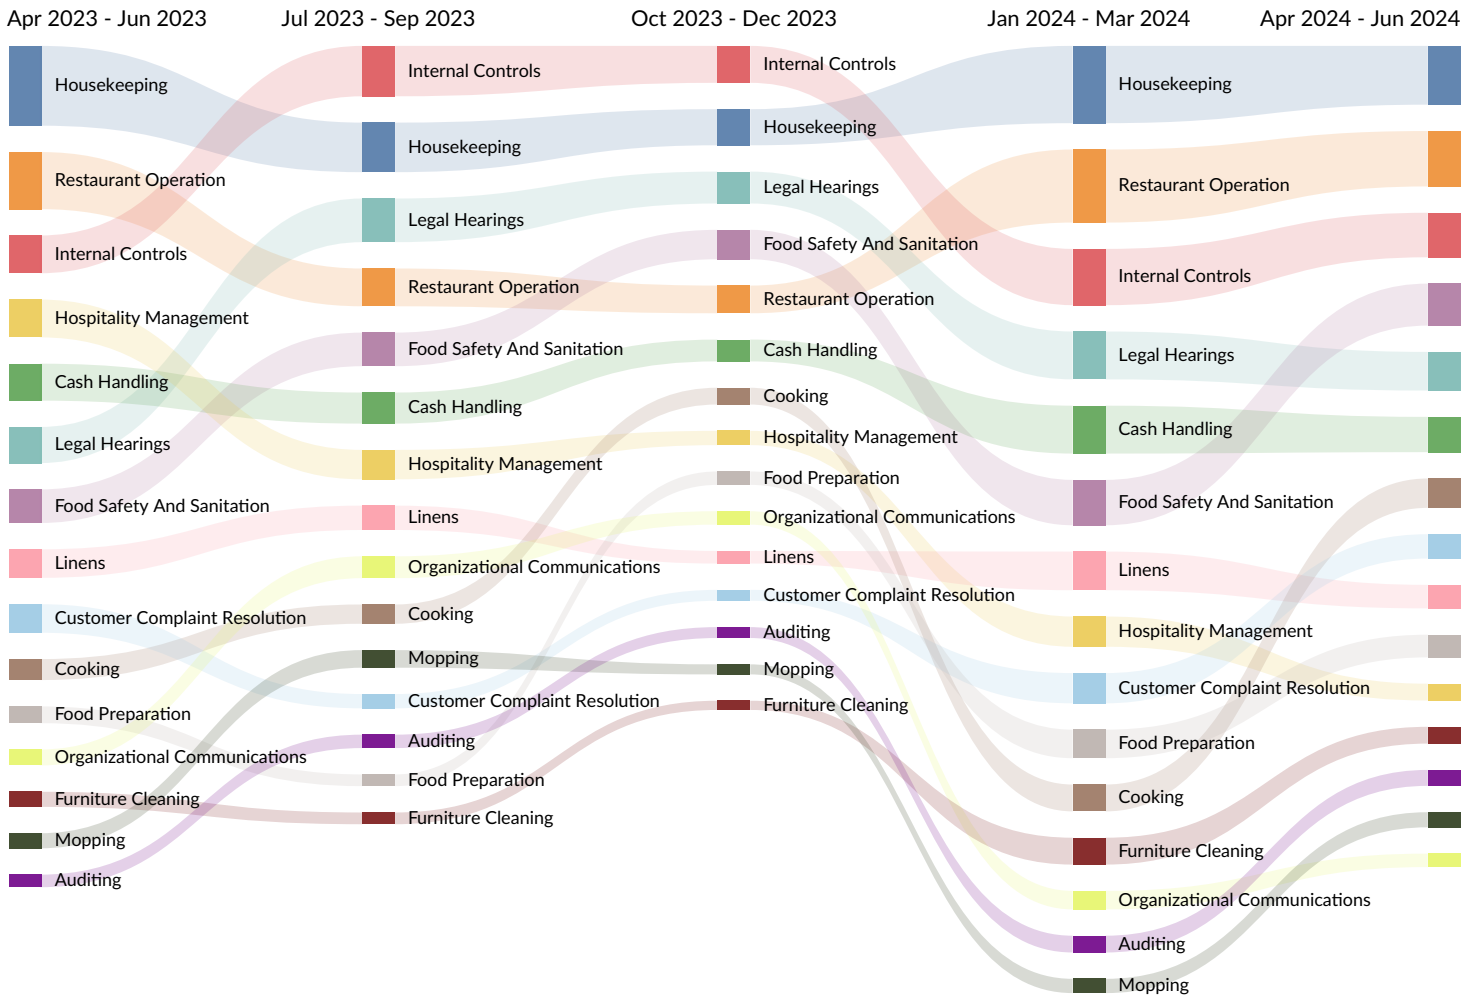 Apr 2023 - Jun 2023
Jul 2023 - Sep 2023
Oct 2023 - Dec 2023
Jan 2024 - Mar 2024
Apr 2024 - Jun 2024
Housekeeping
Restaurant Operation
Internal Controls
Hospitality Management
Cash Handling
Legal Hearings
Food Safety And Sanitation
Linens
Customer Complaint Resolution
Cooking
Food Preparation
Organizational Communications
Furniture Cleaning
Mopping
Auditing
Internal Controls
Housekeeping
Legal Hearings
Restaurant Operation
Food Safety And Sanitation
Cash Handling
Hospitality Management
Linens
Organizational Communications
Cooking
Mopping
Customer Complaint Resolution
Auditing
Food Preparation
Furniture Cleaning
Internal Controls
Housekeeping
Legal Hearings
Food Safety And Sanitation
Restaurant Operation
Cash Handling
Cooking
Hospitality Management
Food Preparation
Organizational Communications
Linens
Customer Complaint Resolution
Auditing
Mopping
Furniture Cleaning
Housekeeping
Restaurant Operation
Internal Controls
Legal Hearings
Cash Handling
Food Safety And Sanitation
Linens
Hospitality Management
Customer Complaint Resolution
Food Preparation
Cooking
Furniture Cleaning
Organizational Communications
Auditing
Mopping